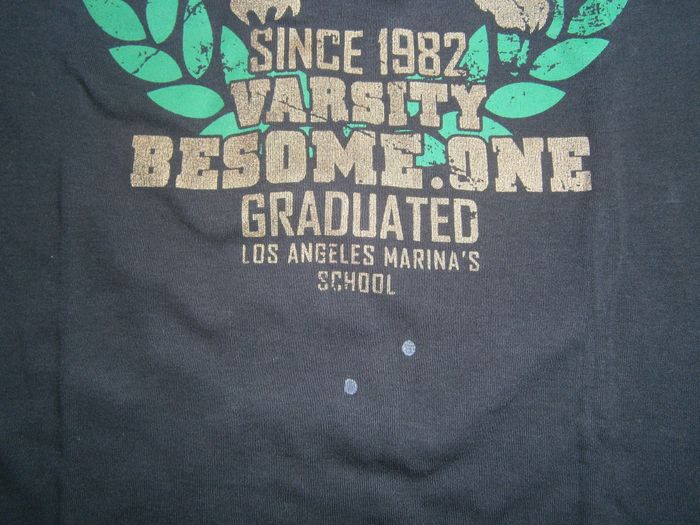 SINCE 1982
VARSITY
BESOME.ONE
GRADUATED
LOS ANGELES MARINA'S
SCHOOL